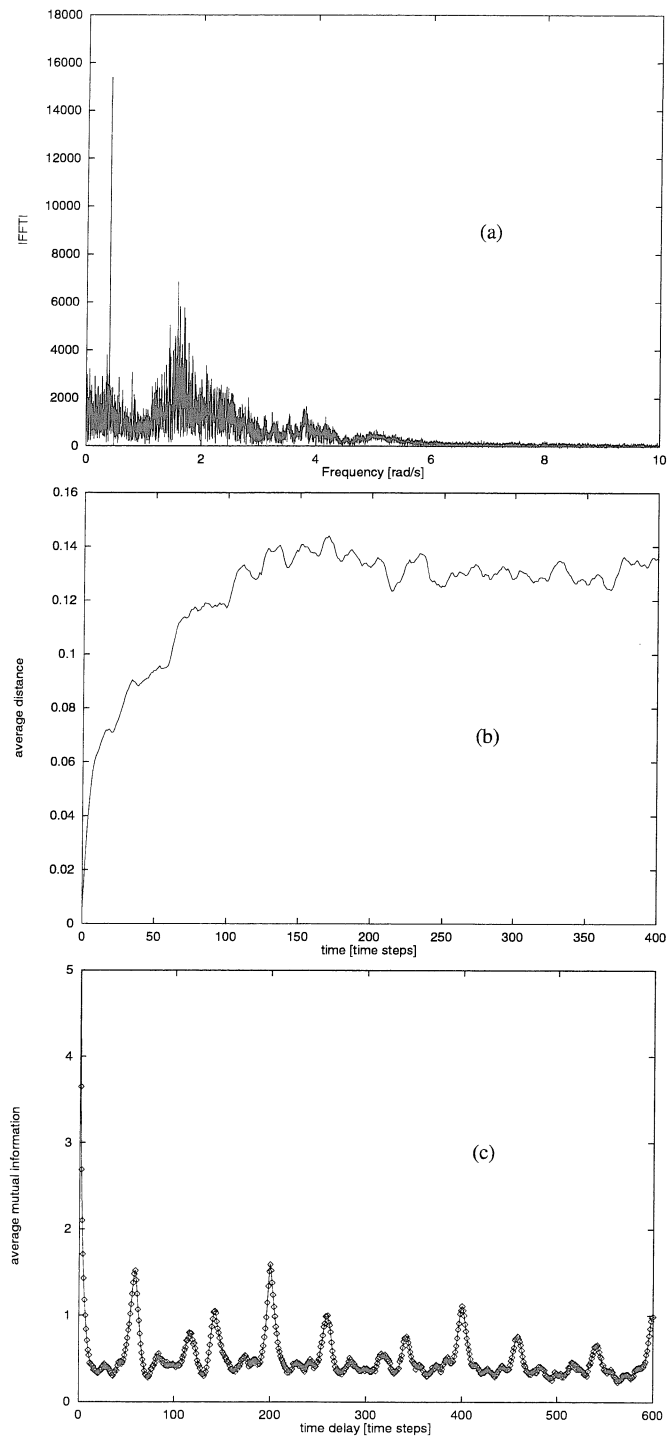 18000
16000
14000
12000
10000
8000
6000
4000
2000
0
|FFT|
(a)
0 2 4 6 8 10
Frequency [rad/s]
0.16
0.14
0.12
0.1
0.08
0.06
0.04
0.02
0
average distance
(b)
0 50 100 150 200 250 300 350 400
time [time steps]
5
4
3
2
1
0
average mutual information
(c)
0 100 200 300 400 500 600
time delay [time steps]